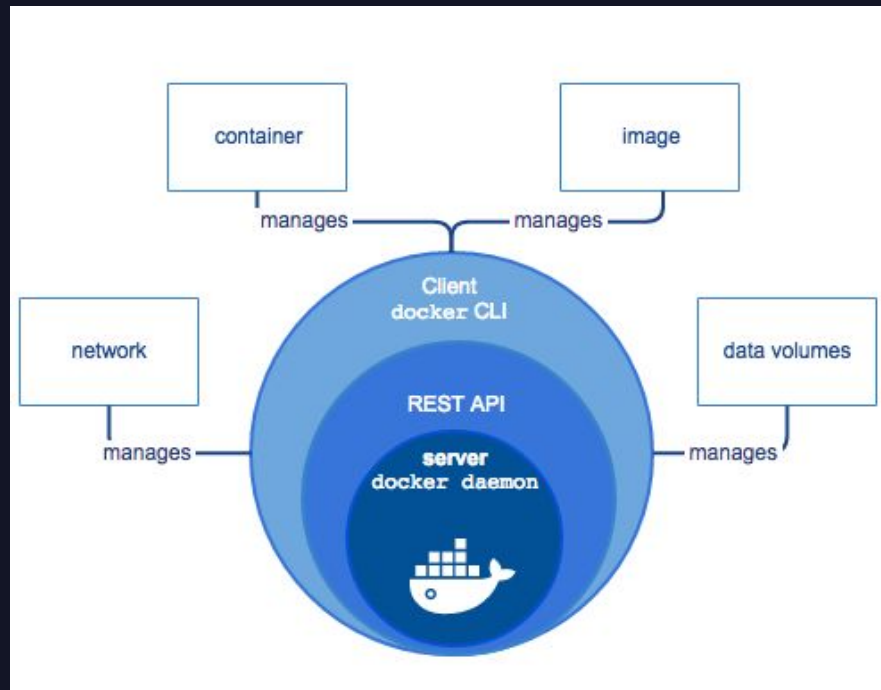 container
image
manages
manages
Client
docker CLI
network
data volumes
REST API
manages
manages
server
docker daemon